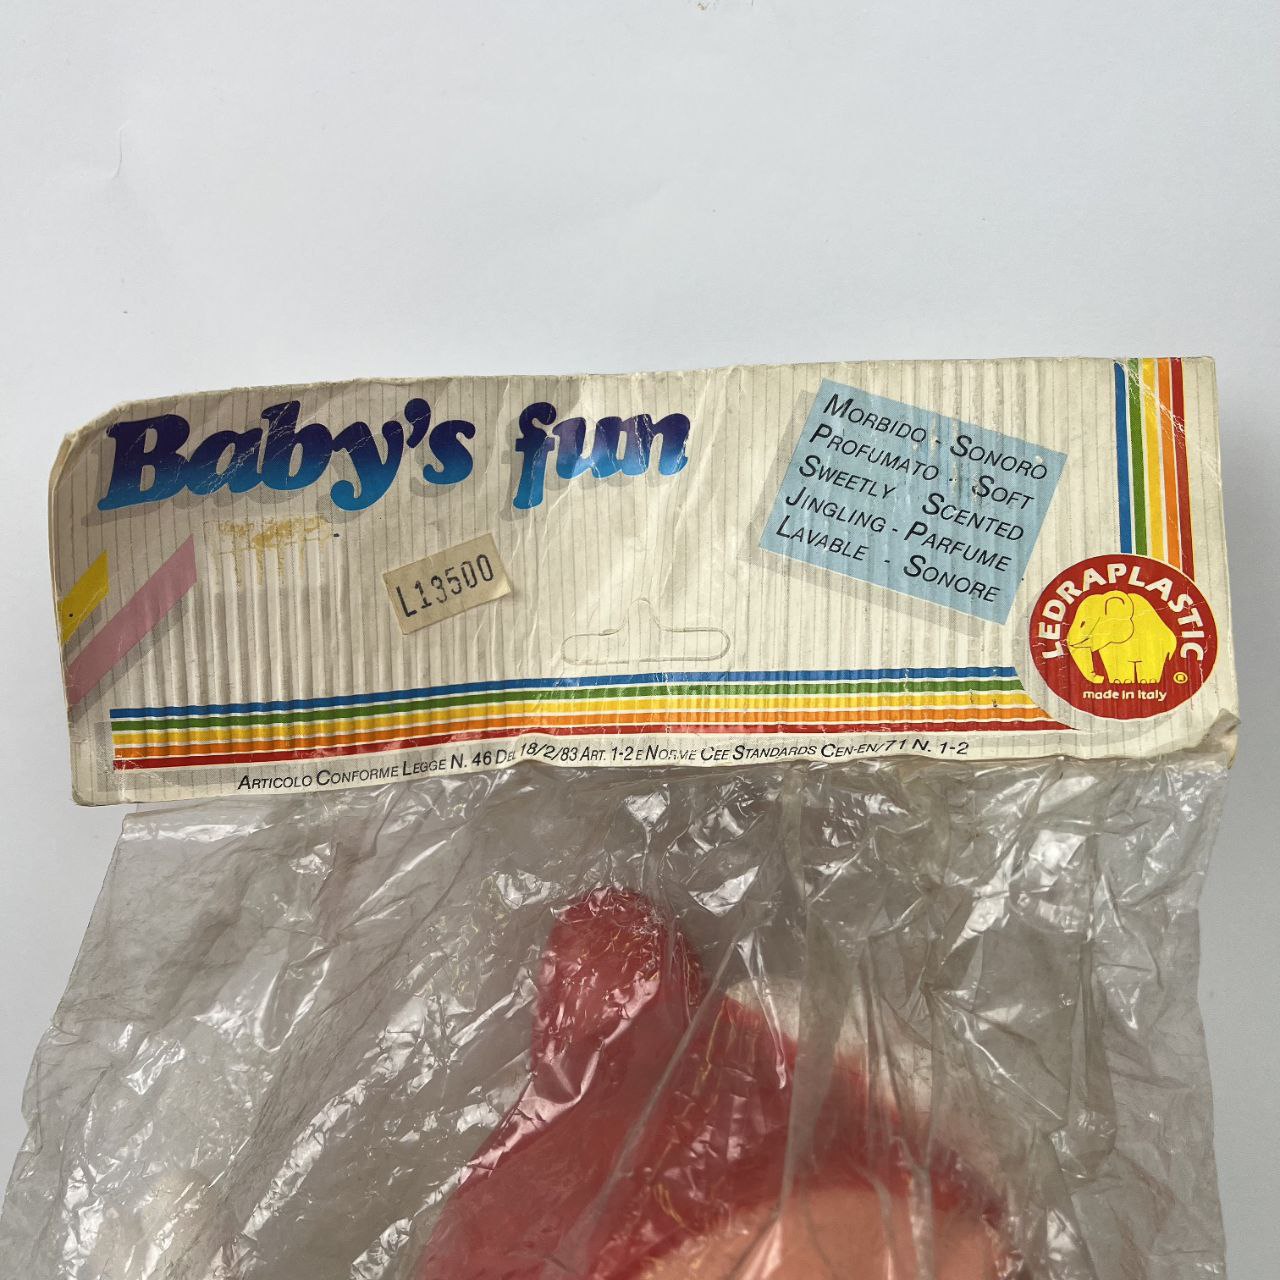 Baby's fun
L13500
MORBIDO - SONORO
PROFUMATO - SOFT
SWEETLY SCENTED
JINGLING - PARFUME
LAVABLE - SONORE
LEDRAPLASTIC
®
made in Italy
ARTICOLO CONFORME LEGGE N. 46 DEL 18/2/83 ART. 1-2 E NORME CEE STANDARDS CEN-EN/71 N. 1-2